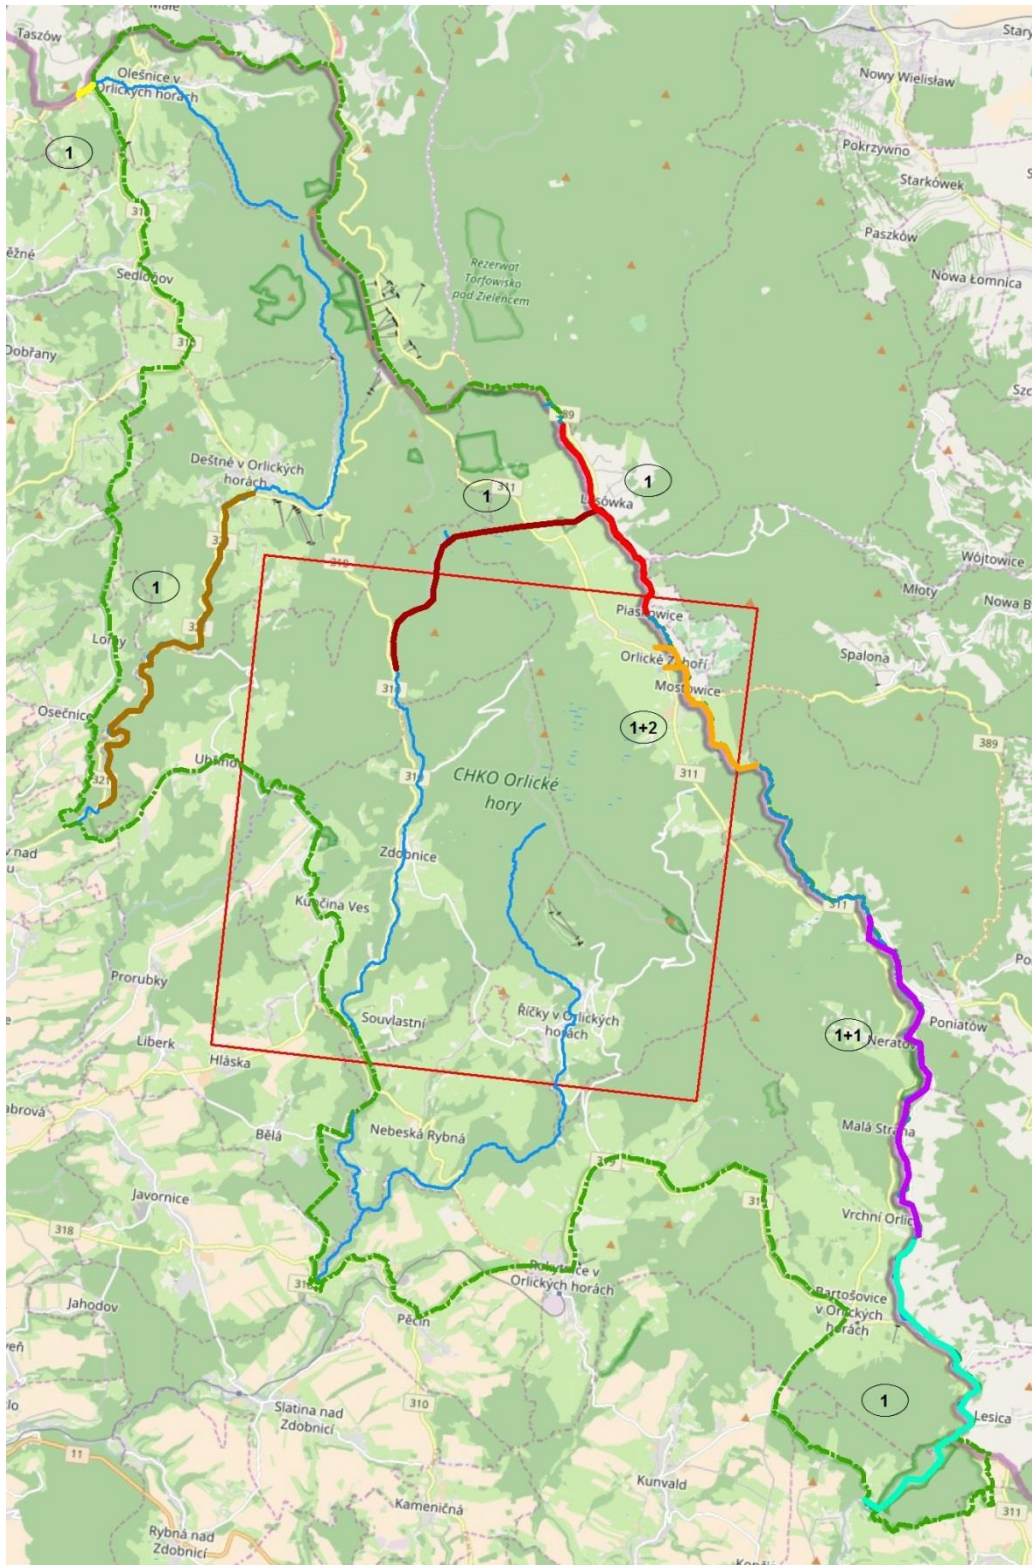 Taszów
Małe
Stary
Olešnice v
Orlických horách
Nowy Wielisław
1
Pokrzywno
Starkówek
Paszków
Sedloňov
Rezerwat
Torfowisko
pod Zieleńcem
Nowa Łomnica
Dobřany
Deštné v Orlických
horách
311
1
1
Wójtowice
Młoty
Nowa B
1
Piaskowice
Spalona
Orlické Záhoří
Osečnice
Mostowice
1+2
389
311
321
CHKO Orlické
hory
Zdobnice
Kunčina Ves
311
Prorubky
Souvlastní
Říčky v Orlických
horách
Poniatów
1+1
Neratov
Liberk
Hláska
Malá Strana
Bělá
Nebeská Rybná
Javornice
318
Vrchní Orlice
Rokytnice v
Orlických horách
Bartošovice
v Orlických
horách
Jahodov
Pěčín
310
1
Slatina nad
Zdobnicí
Lesica
11
Kunvald
Kameničná
311
Rybná nad
Zdobnicí